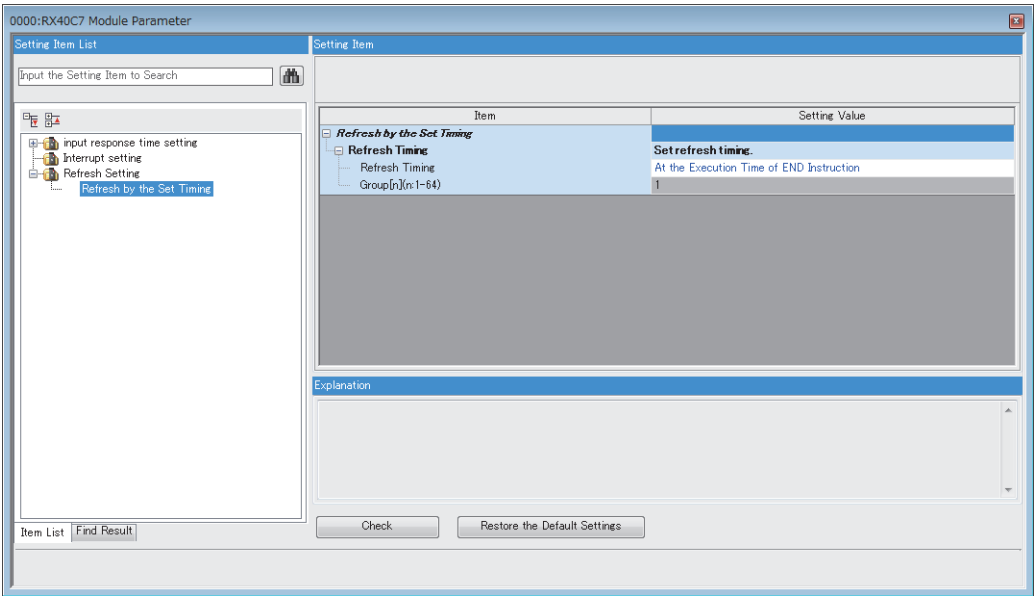 0000:RX40C7 Module Parameter
Setting Item List
Input the Setting Item to Search
input response time setting
Interrupt setting
Refresh Setting
Refresh by the Set Timing
Item List
Find Result
Setting Item
Item Setting Value
Refresh by the Set Timing
Refresh Timing Set refresh timing.
Refresh Timing At the Execution Time of END Instruction
Group[n](n:1-64) 1
Explanation
Check
Restore the Default Settings